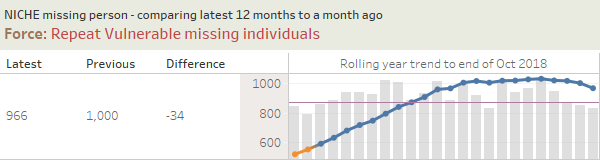 NICHE missing person - comparing latest 12 months to a month ago
Force: Repeat Vulnerable missing individuals
Latest Previous Difference
Rolling year trend to end of Oct 2018
966 1,000 -34
1000
800
600